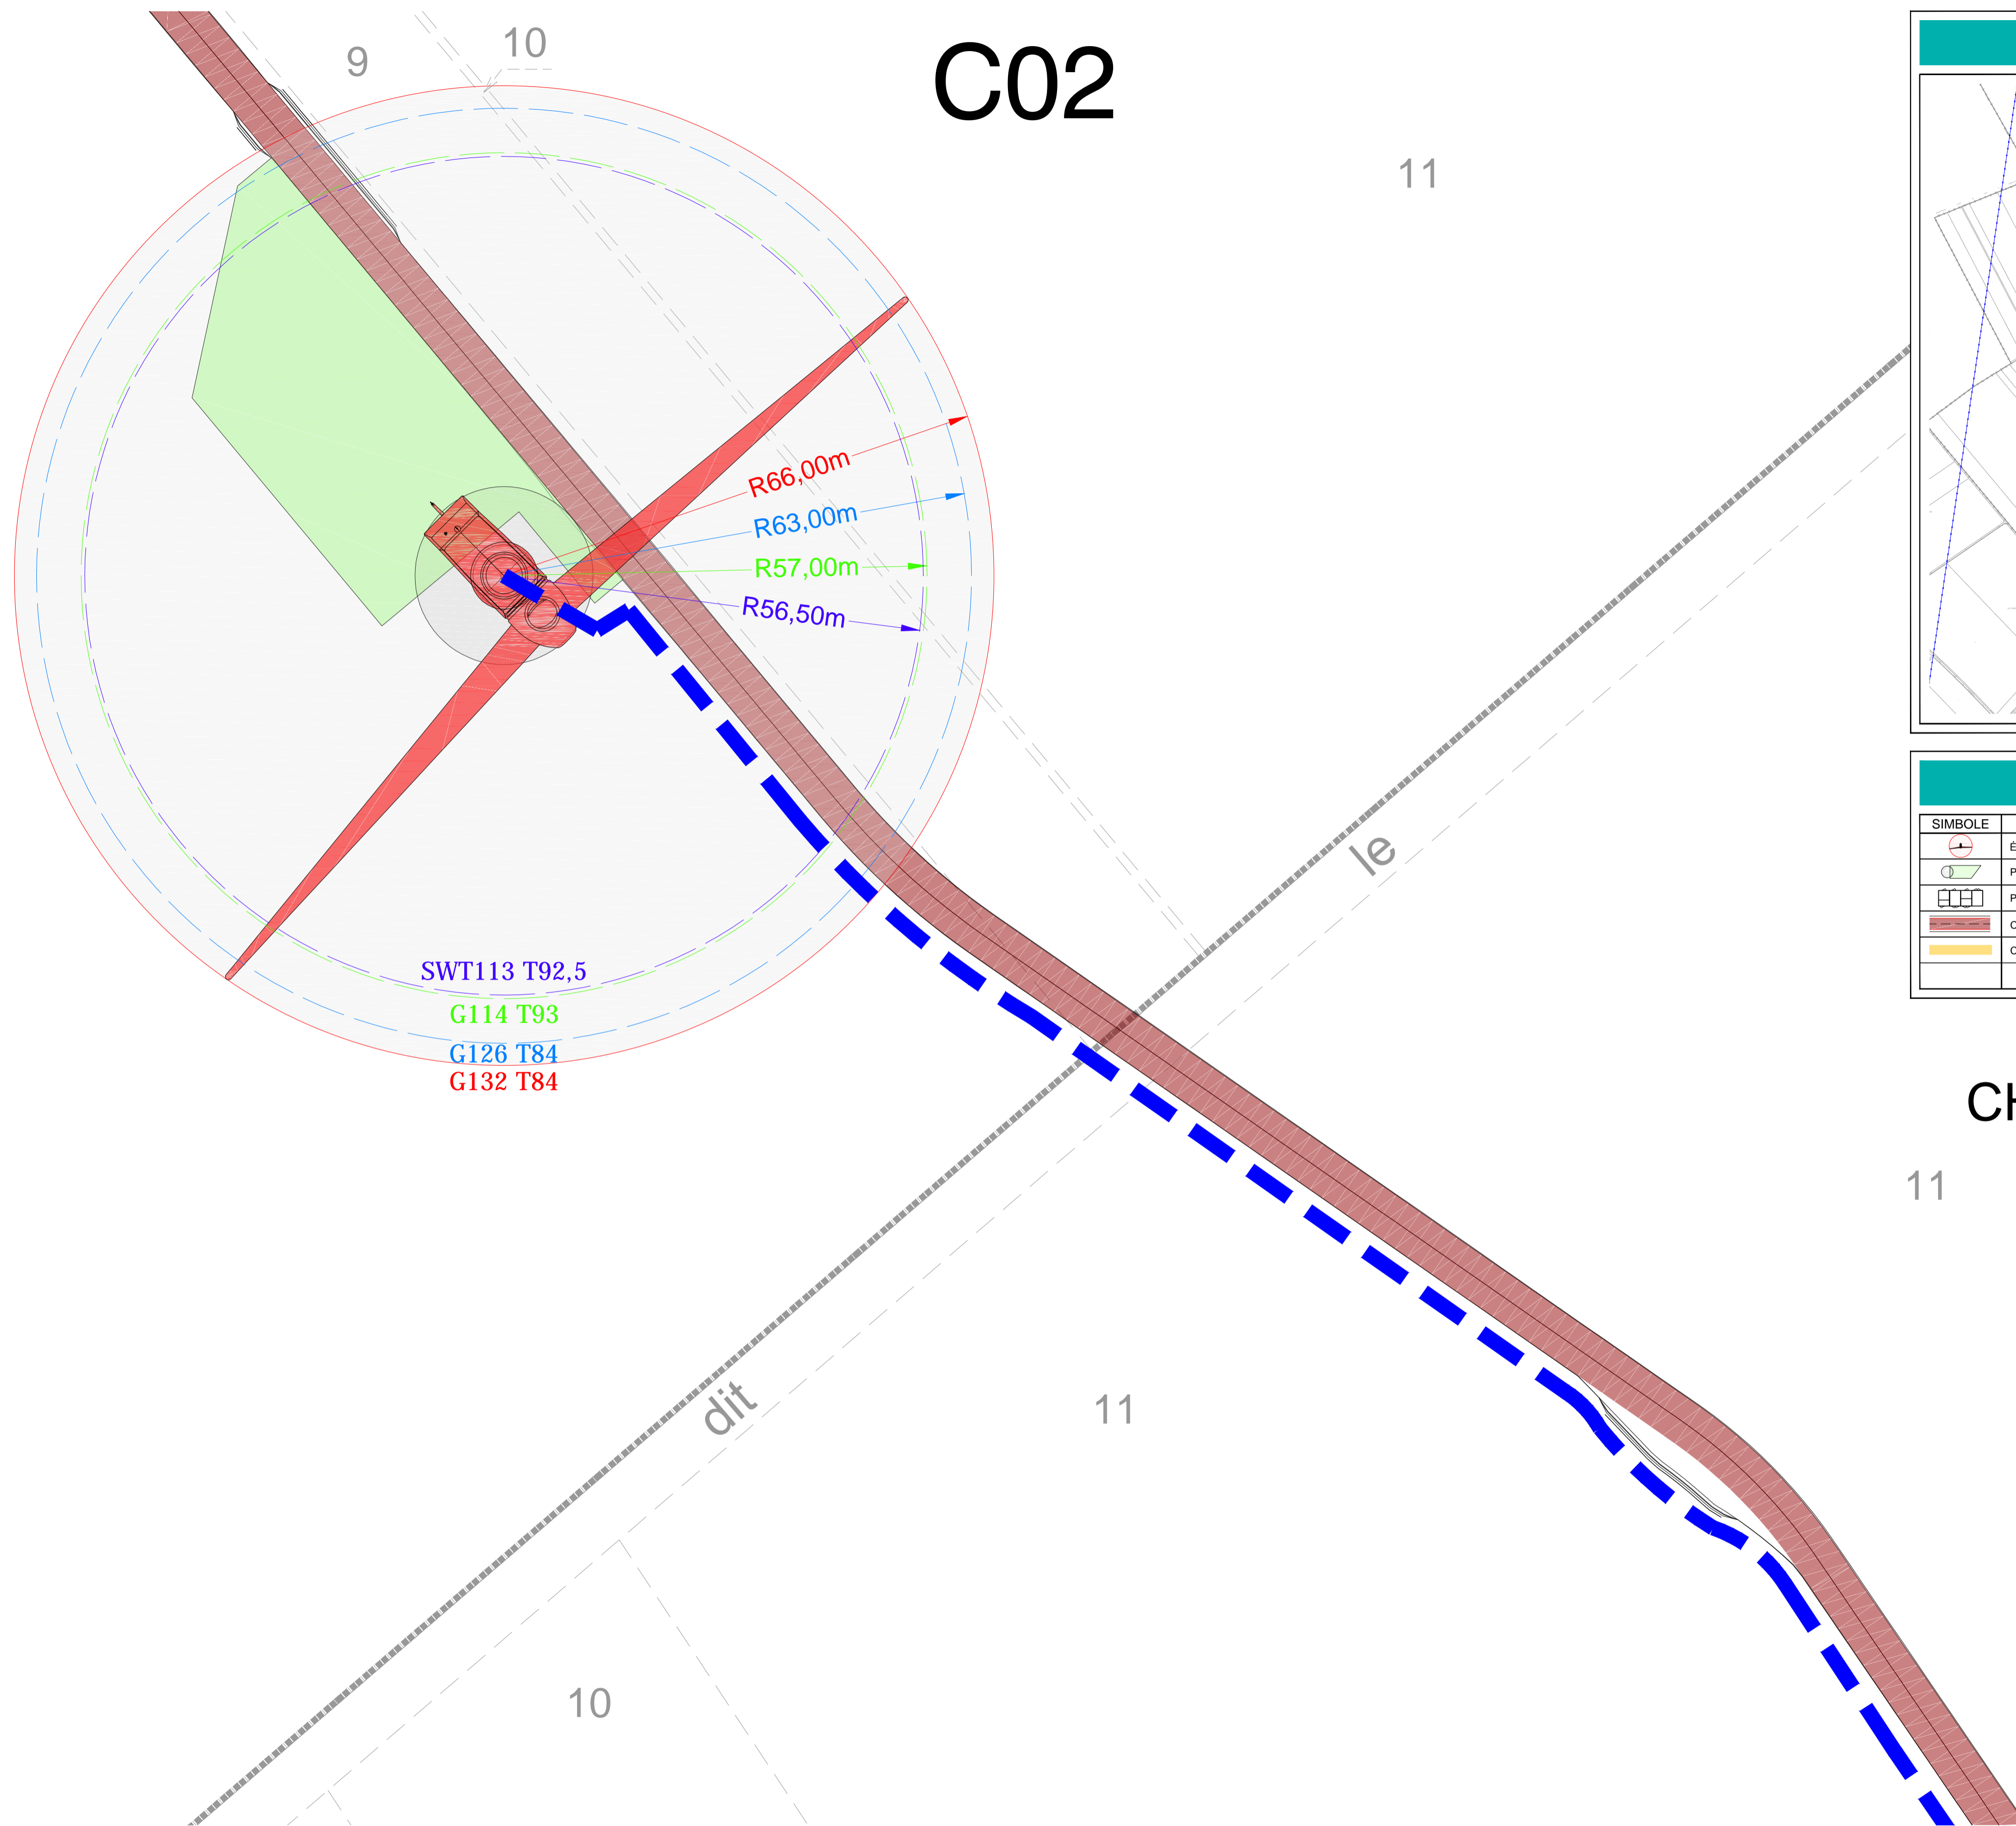 C02
9
10
11
R66,00m
R63,00m
R57,00m
R56,50m
SIMBOLE
le
SWT113 T92,5
G114 T93
G126 T84
G132 T84
11
dit
11
10